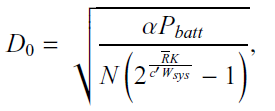 D_0 = \sqrt{\frac{\alpha P_{batt}}{N\left(2^{\frac{\overline{R}K}{c' W_{sys}}} - 1\right)}},